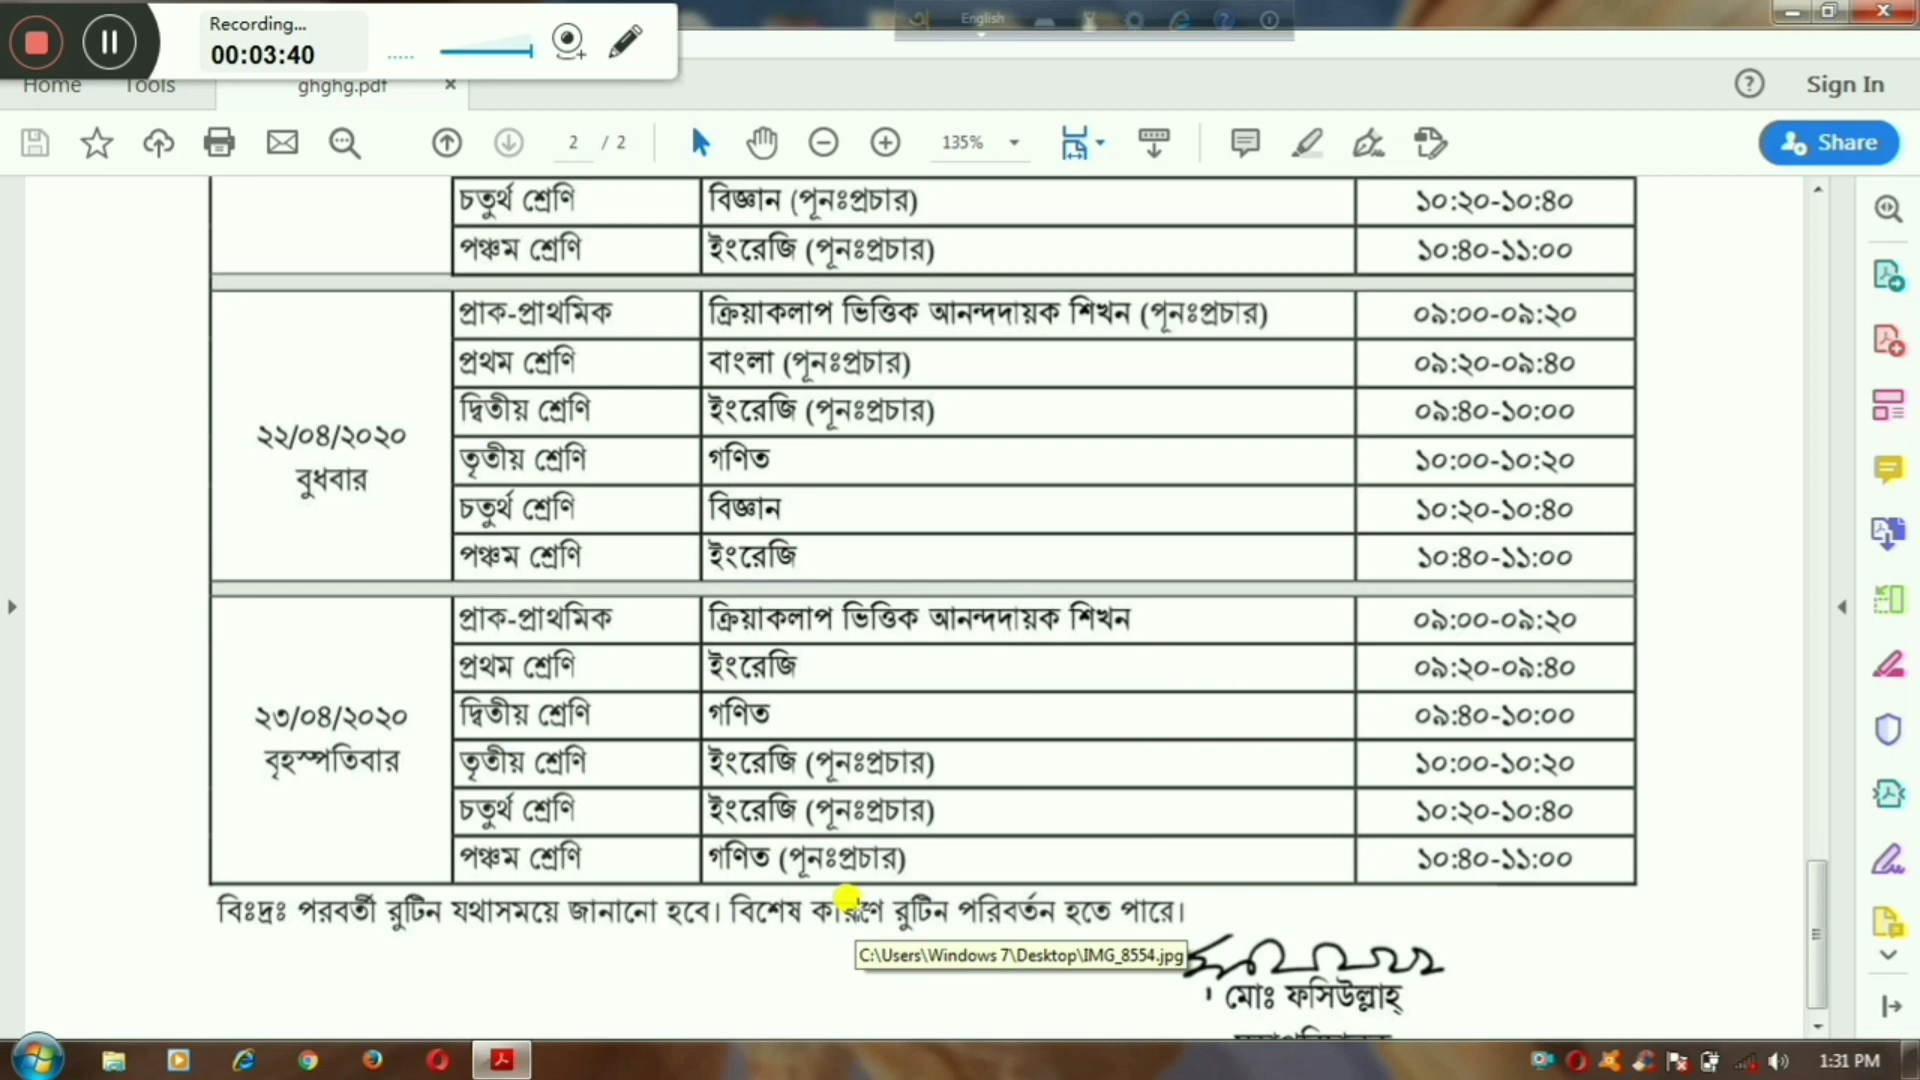 Recording...
00:03:40
English
Home Tools ghghg.pdf Sign In
2 / 2 135% Share
চতুর্থ শ্রেণি বিজ্ঞান (পূনঃপ্রচার) ১০:২০-১০:৪০
পঞ্চম শ্রেণি ইংরেজি (পূনঃপ্রচার) ১০:৪০-১১:০০
প্রাক-প্রাথমিক ক্রিয়াকলাপ ভিত্তিক আনন্দদায়ক শিখন (পূনঃপ্রচার) ০৯:০০-০৯:২০
প্রথম শ্রেণি বাংলা (পূনঃপ্রচার) ০৯:২০-০৯:৪০
দ্বিতীয় শ্রেণি ইংরেজি (পূনঃপ্রচার) ০৯:৪০-১০:০০
২২/০৪/২০২০
বুধবার
তৃতীয় শ্রেণি গণিত ১০:০০-১০:২০
চতুর্থ শ্রেণি বিজ্ঞান ১০:২০-১০:৪০
পঞ্চম শ্রেণি ইংরেজি ১০:৪০-১১:০০
প্রাক-প্রাথমিক ক্রিয়াকলাপ ভিত্তিক আনন্দদায়ক শিখন ০৯:০০-০৯:২০
প্রথম শ্রেণি ইংরেজি ০৯:২০-০৯:৪০
দ্বিতীয় শ্রেণি গণিত ০৯:৪০-১০:০০
২৩/০৪/২০২০
বৃহস্পতিবার
তৃতীয় শ্রেণি ইংরেজি (পূনঃপ্রচার) ১০:০০-১০:২০
চতুর্থ শ্রেণি ইংরেজি (পূনঃপ্রচার) ১০:২০-১০:৪০
পঞ্চম শ্রেণি গণিত (পূনঃপ্রচার) ১০:৪০-১১:০০
বিঃদ্রঃ পরবর্তী রুটিন যথাসময়ে জানানো হবে। বিশেষ কারণে রুটিন পরিবর্তন হতে পারে।
C:\Users\Windows 7\Desktop\IMG_8554.jpg
মোঃ ফসিউল্লাহ্
1:31 PM